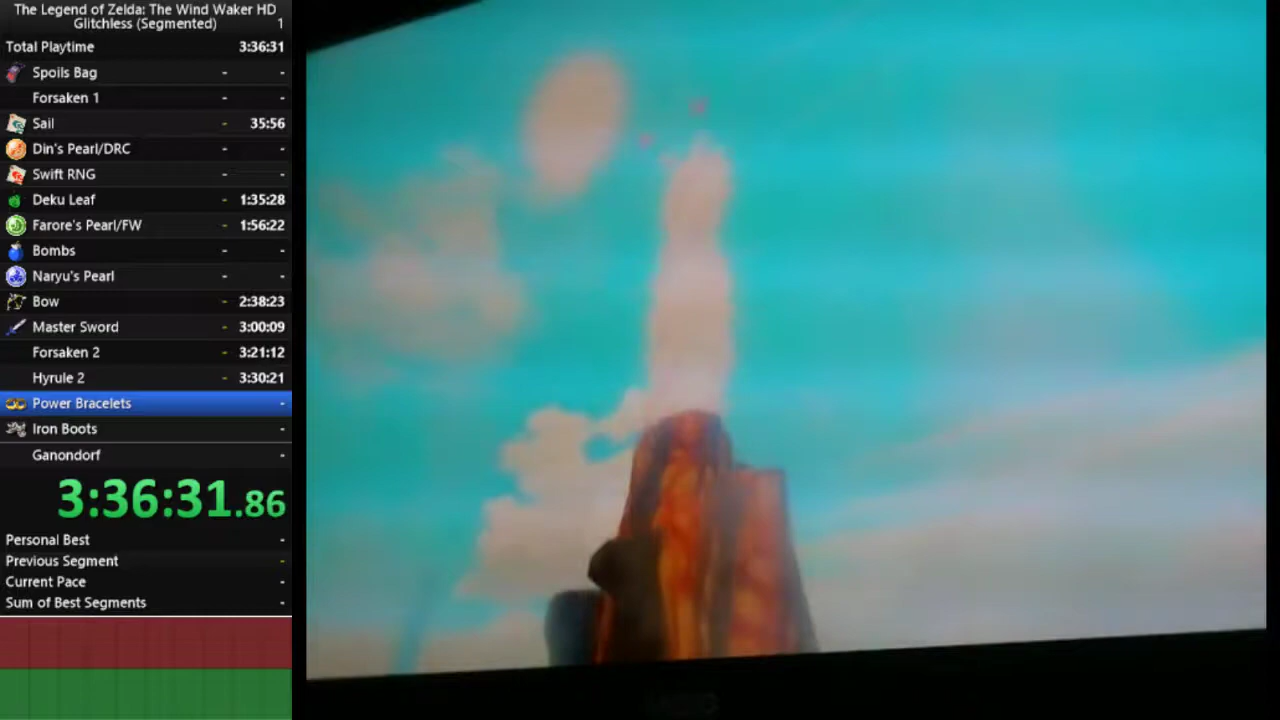 The Legend of Zelda: The Wind Waker HD
Glitchless (Segmented) 1
Total Playtime 3:36:31
Spoils Bag - -
Forsaken 1 - -
Sail - 35:56
Din's Pearl/DRC - -
Swift RNG - -
Deku Leaf - 1:35:28
Farore's Pearl/FW - 1:56:22
Bombs - -
Naryu's Pearl - -
Bow - 2:38:23
Master Sword - 3:00:09
Forsaken 2 - 3:21:12
Hyrule 2 - 3:30:21
Power Bracelets -
Iron Boots -
Ganondorf -
3:36:31.86
Personal Best -
Previous Segment -
Current Pace -
Sum of Best Segments -